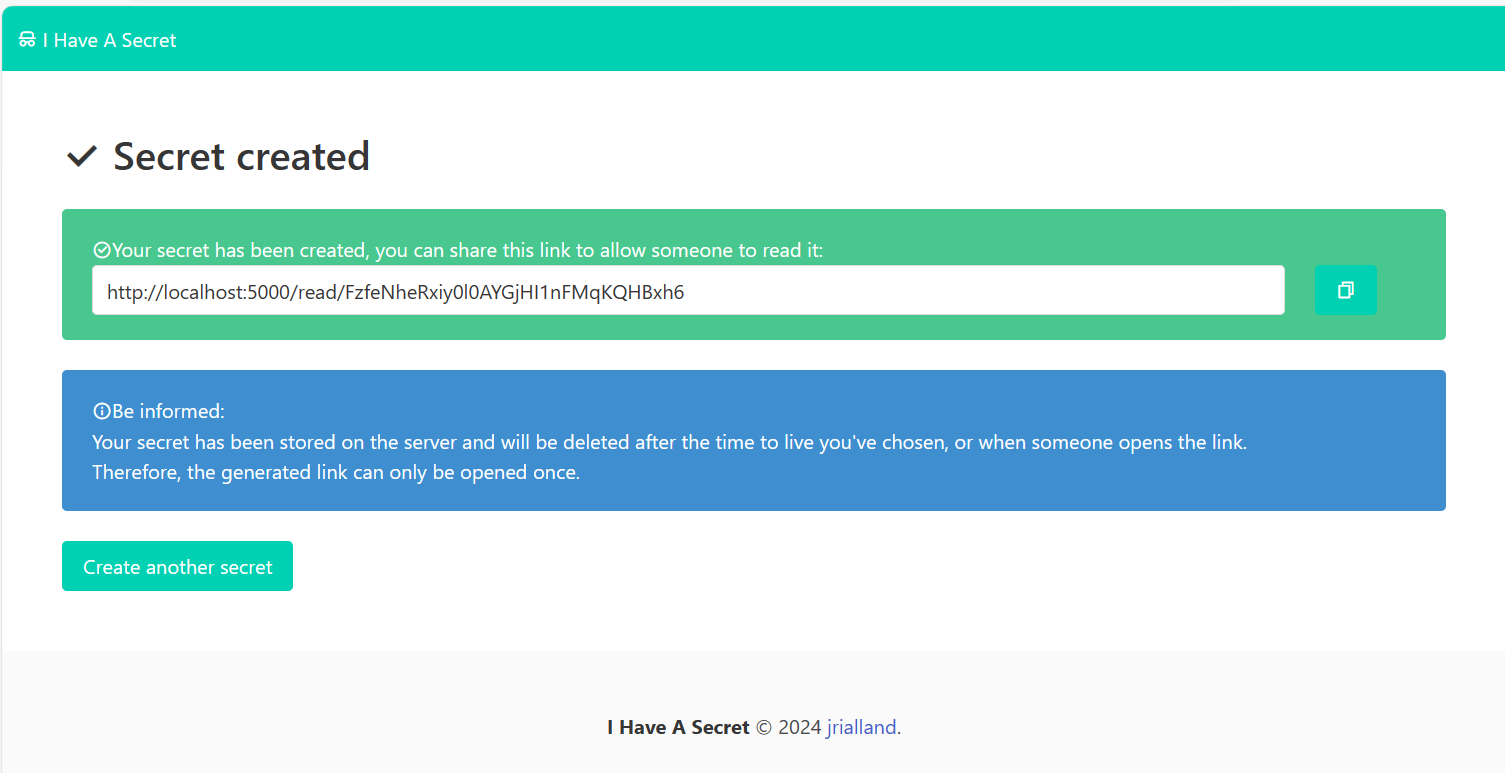 I Have A Secret
Secret created
Your secret has been created, you can share this link to allow someone to read it:
http://localhost:5000/read/FzfeNheRxiy0l0AYGjHI1nFMqKQHBxh6
Be informed:
Your secret has been stored on the server and will be deleted after the time to live you've chosen, or when someone opens the link.
Therefore, the generated link can only be opened once.
Create another secret
I Have A Secret © 2024 jrialland.